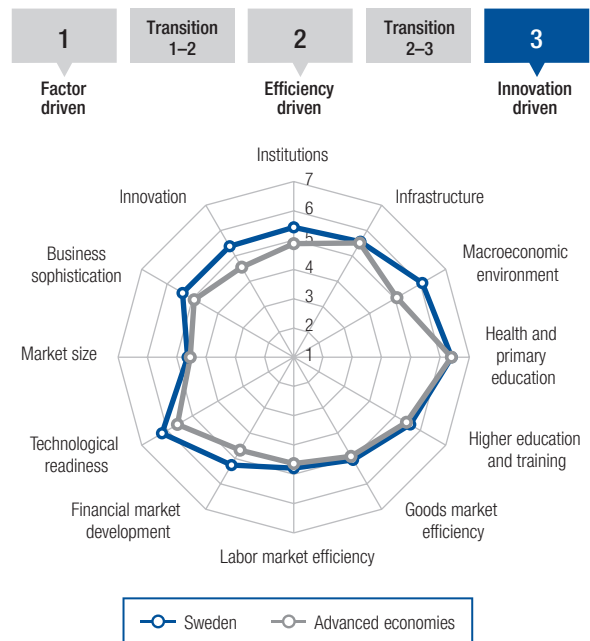 1
Transition
1–2
2
Transition
2–3
3
Factor
driven
Efficiency
driven
Innovation
driven
Institutions
Infrastructure
Macroeconomic
environment
Health and
primary
education
Higher education
and training
Goods market
efficiency
Labor market efficiency
Financial market
development
Technological
readiness
Market size
Business
sophistication
Innovation
7
6
5
4
3
2
1
Sweden
Advanced economies